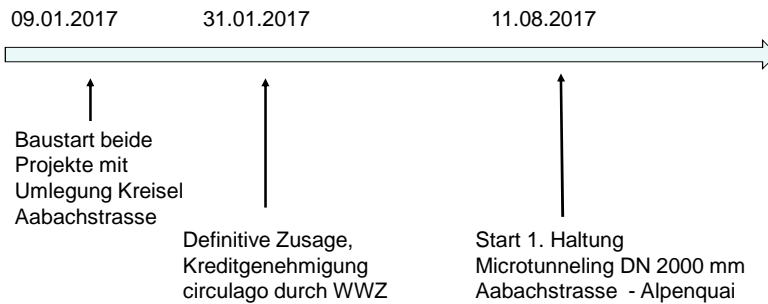 09.01.2017
31.01.2017
11.08.2017
Baustart beide
Projekte mit
Umlegung Kreisel
Aabachstrasse
Definitive Zusage,
Kreditgenehmigung
circulago durch WWZ
Start 1. Haltung
Microtunneling DN 2000 mm
Aabachstrasse - Alpenquai